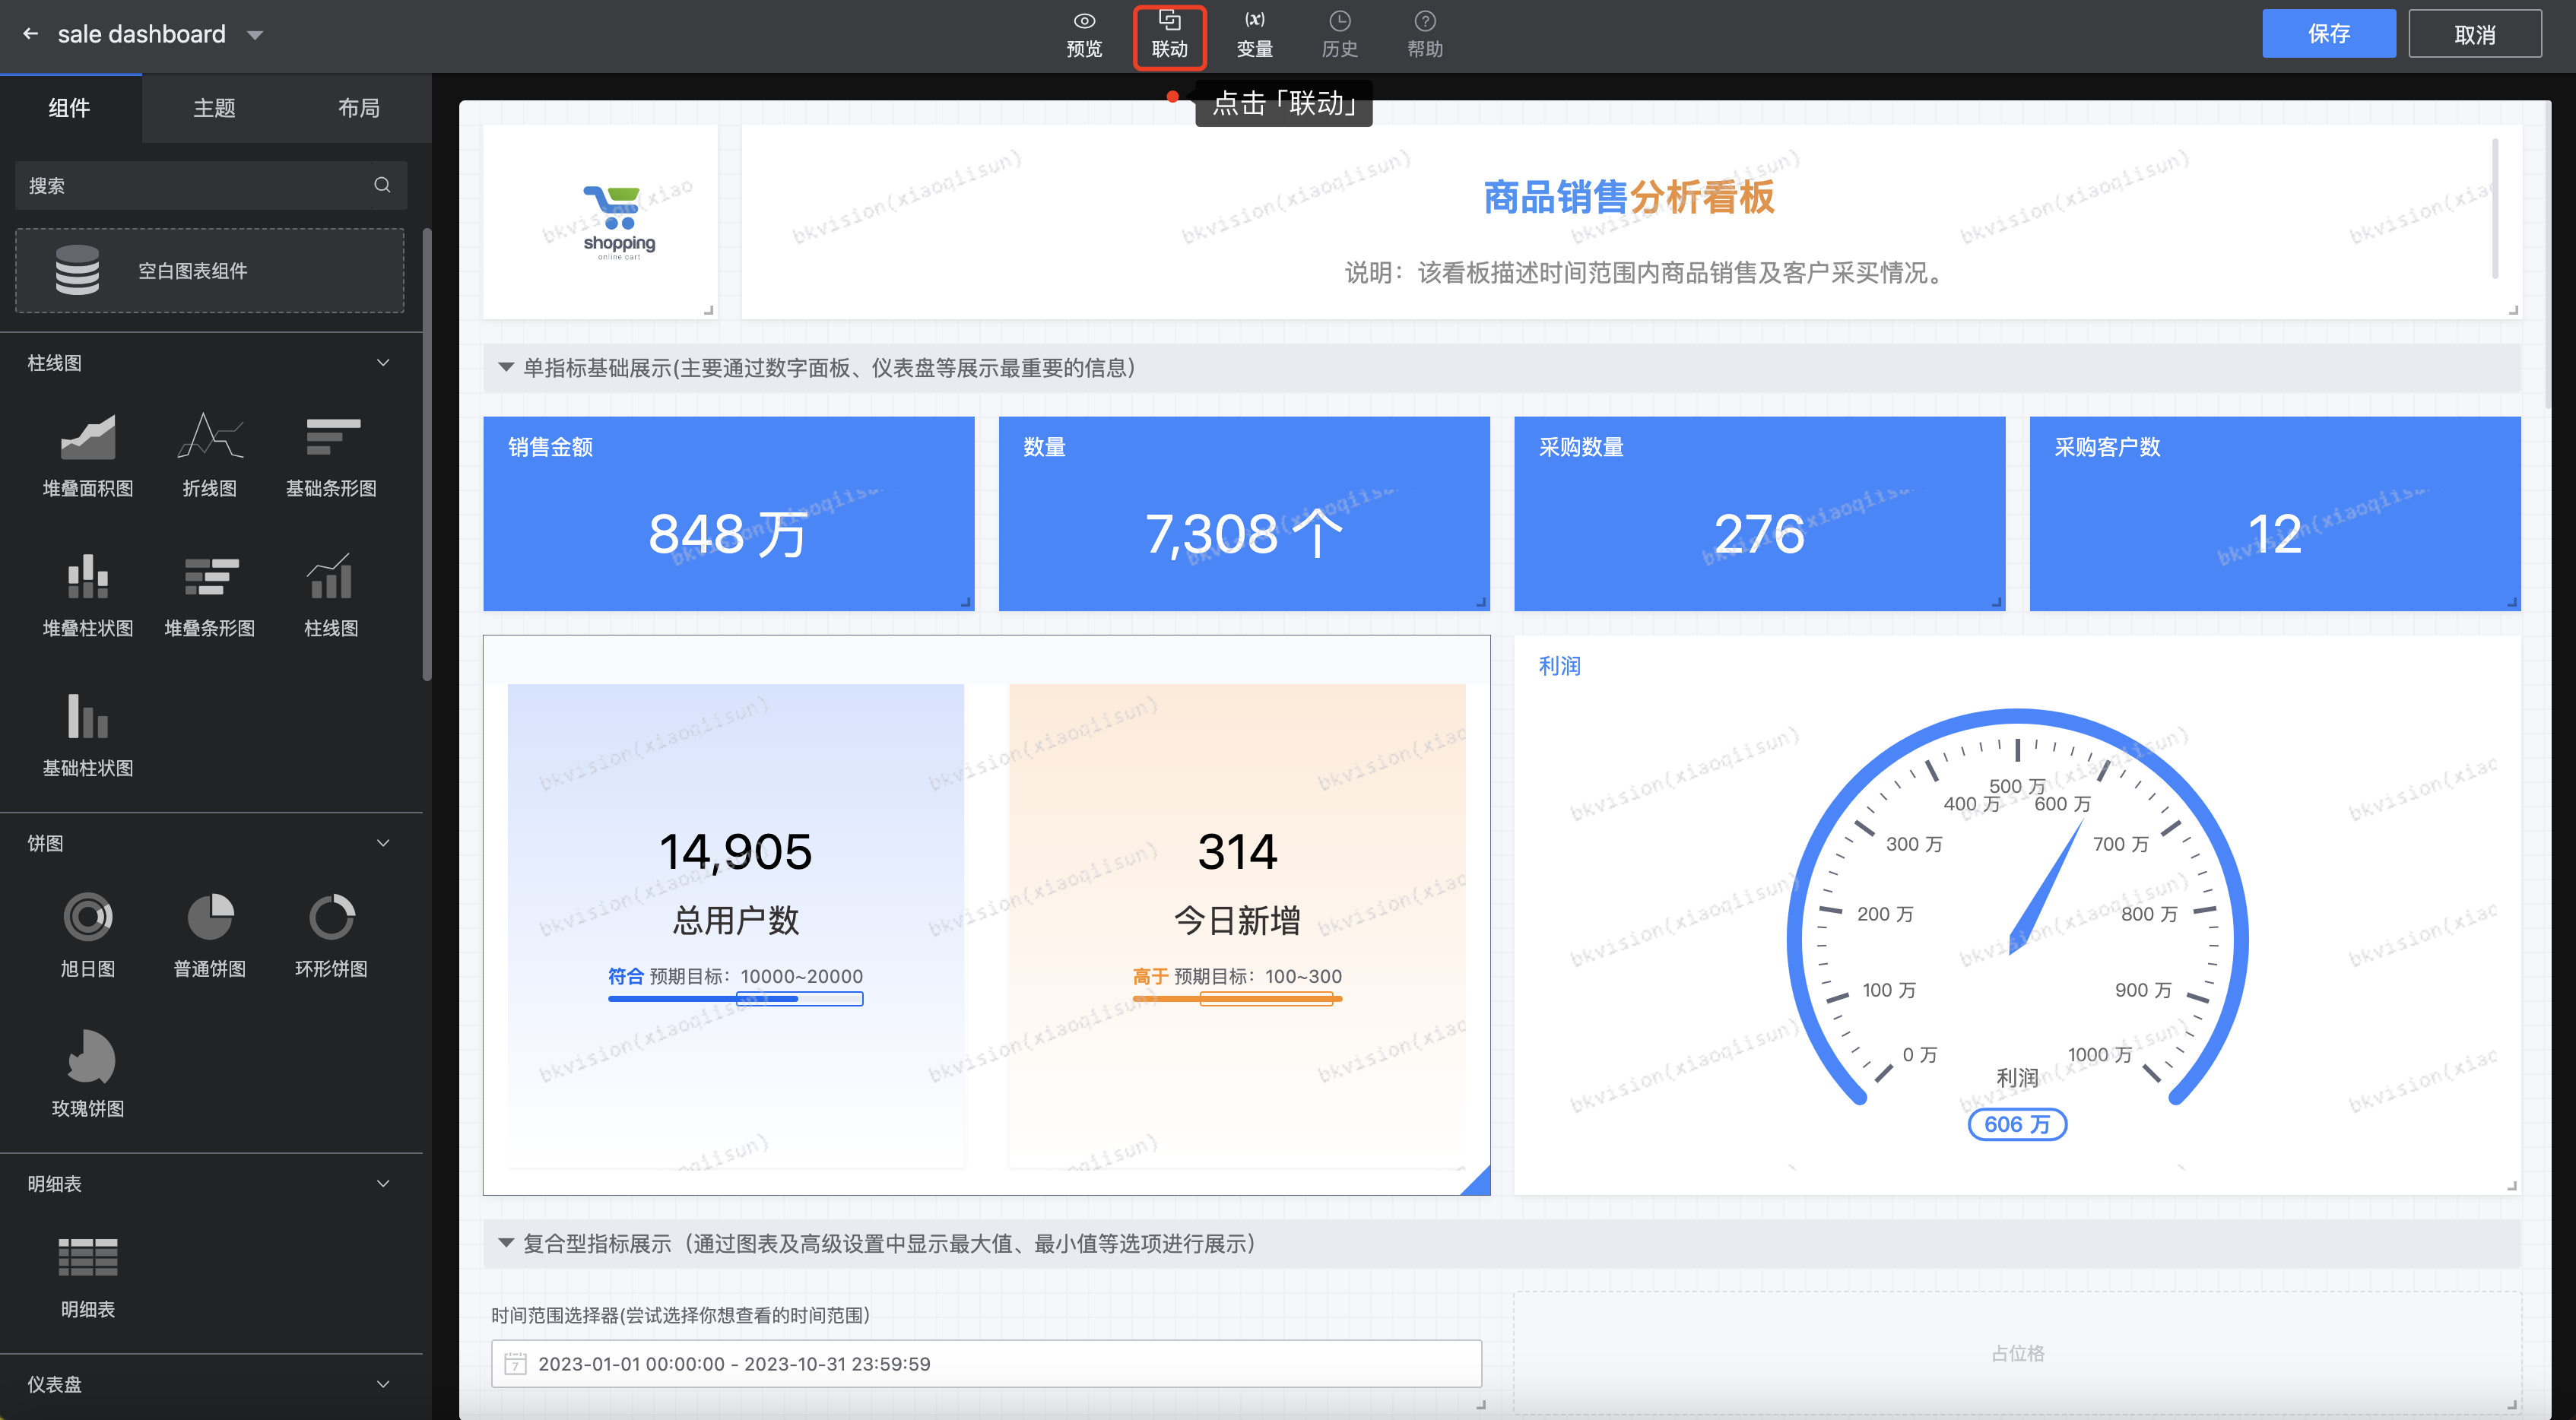 sale dashboard
预览
联动
变量
历史
帮助
保存
取消
点击「联动」
组件
主题
布局
搜索
空白图表组件
柱线图
堆叠面积图
折线图
基础条形图
堆叠柱状图
堆叠条形图
柱线图
基础柱状图
饼图
旭日图
普通饼图
环形饼图
玫瑰饼图
明细表
明细表
仪表盘
shopping
online cart
商品销售分析看板
说明：该看板描述时间范围内商品销售及客户采买情况。
bkvision(xiaoqiisun)
单指标基础展示(主要通过数字面板、仪表盘等展示最重要的信息)
销售金额
848 万
数量
7,308 个
采购数量
276
采购客户数
12
14,905
总用户数
符合 预期目标：10000~20000
314
今日新增
高于 预期目标：100~300
利润
0 万
100 万
200 万
300 万
400 万
500 万
600 万
700 万
800 万
900 万
1000 万
利润
606 万
复合型指标展示（通过图表及高级设置中显示最大值、最小值等选项进行展示）
时间范围选择器(尝试选择你想查看的时间范围)
7
2023-01-01 00:00:00 - 2023-10-31 23:59:59
占位格